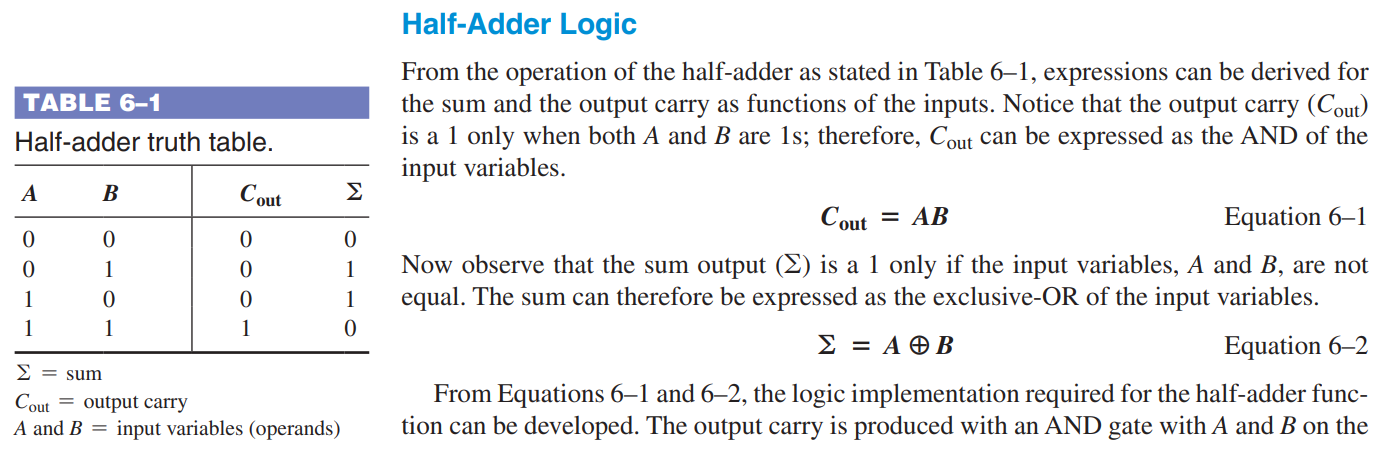 TABLE 6–1
Half-adder truth table.
A B Cout Σ
0 0 0 0
0 1 0 1
1 0 0 1
1 1 1 0
Σ = sum
Cout = output carry
A and B = input variables (operands)
Half-Adder Logic
From the operation of the half-adder as stated in Table 6–1, expressions can be derived for
the sum and the output carry as functions of the inputs. Notice that the output carry (Cout)
is a 1 only when both A and B are 1s; therefore, Cout can be expressed as the AND of the
input variables.
Cout = AB Equation 6–1
Now observe that the sum output (Σ) is a 1 only if the input variables, A and B, are not
equal. The sum can therefore be expressed as the exclusive-OR of the input variables.
Σ = A ⊕ B Equation 6–2
From Equations 6–1 and 6–2, the logic implementation required for the half-adder func-
tion can be developed. The output carry is produced with an AND gate with A and B on the